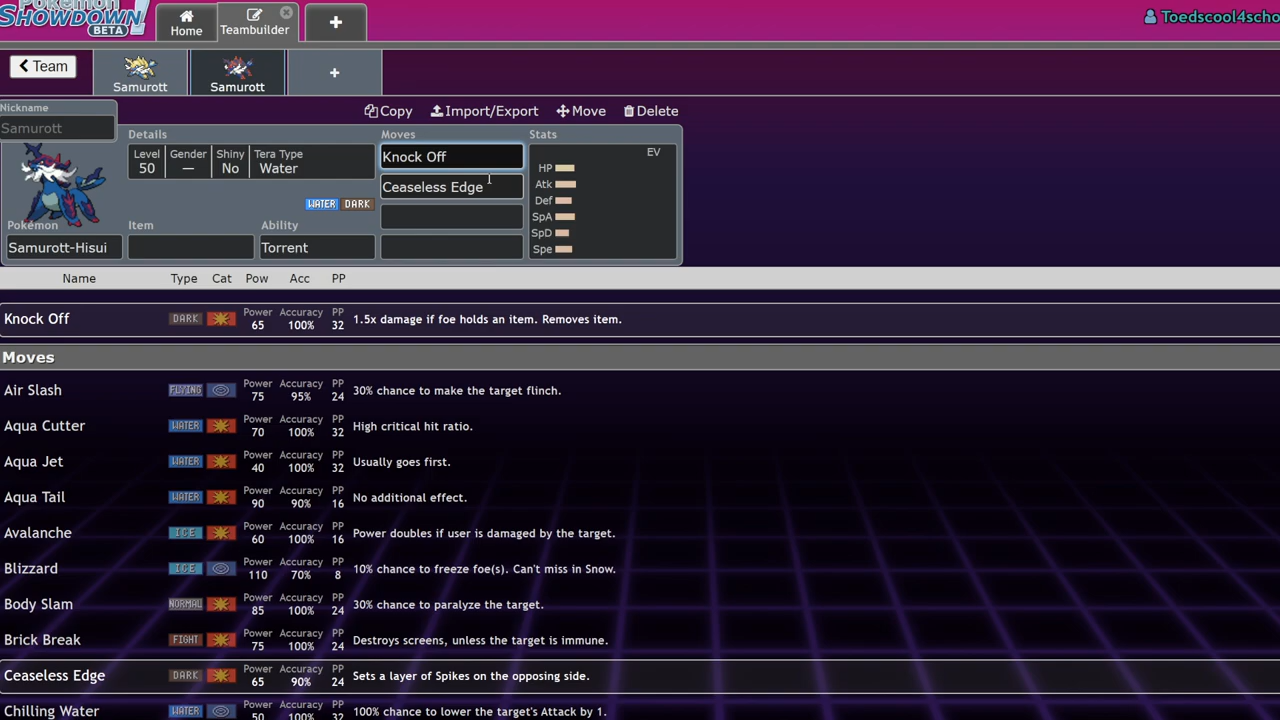 Pokémon
SHOWDOWN!
BETA
Home
Teambuilder
+
Toedscool4scho
Team
Samurott
Samurott
+
Nickname
Samurott
Copy
Import/Export
Move
Delete
Details
Moves
Stats
Level
50
Gender
—
Shiny
No
Tera Type
Water
Knock Off
EV
HP
Atk
Def
SpA
SpD
Spe
Ceaseless Edge
WATER DARK
Pokémon
Item
Ability
Samurott-Hisui
Torrent
Name Type Cat Pow Acc PP
Knock Off DARK Power 65 Accuracy 100% PP 32 1.5x damage if foe holds an item. Removes item.
Moves
Air Slash FLYING Power 75 Accuracy 95% PP 24 30% chance to make the target flinch.
Aqua Cutter WATER Power 70 Accuracy 100% PP 32 High critical hit ratio.
Aqua Jet WATER Power 40 Accuracy 100% PP 32 Usually goes first.
Aqua Tail WATER Power 90 Accuracy 90% PP 16 No additional effect.
Avalanche ICE Power 60 Accuracy 100% PP 16 Power doubles if user is damaged by the target.
Blizzard ICE Power 110 Accuracy 70% PP 8 10% chance to freeze foe(s). Can't miss in Snow.
Body Slam NORMAL Power 85 Accuracy 100% PP 24 30% chance to paralyze the target.
Brick Break FIGHT Power 75 Accuracy 100% PP 24 Destroys screens, unless the target is immune.
Ceaseless Edge DARK Power 65 Accuracy 90% PP 24 Sets a layer of Spikes on the opposing side.
Chilling Water WATER Power 50 Accuracy 100% PP 32 100% chance to lower the target's Attack by 1.